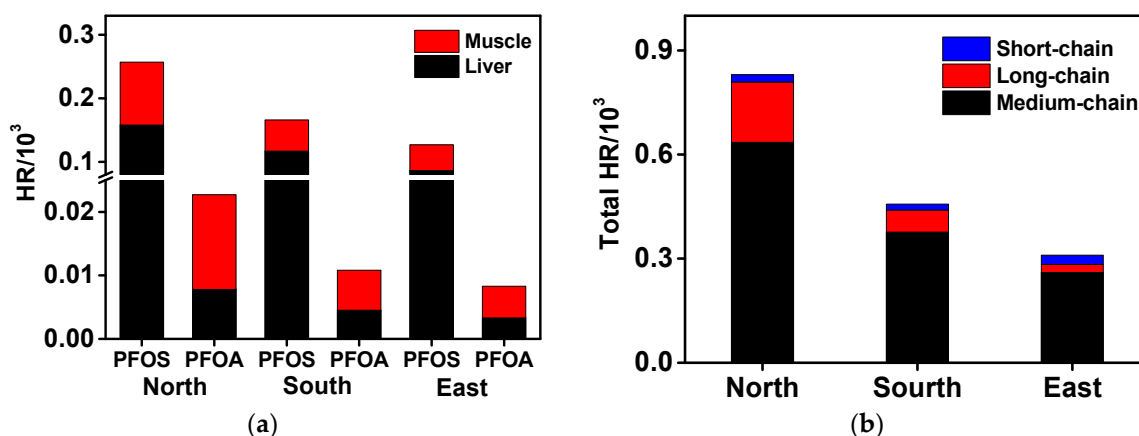 0.3
0.2
0.1
0.02
0.01
0.00
HR/10³
Muscle
Liver
PFOS PFOA PFOS PFOA PFOS PFOA
North South East
(a)
0.9
0.6
0.3
0.0
Total HR/10³
Short-chain
Long-chain
Medium-chain
North Sourth East
(b)